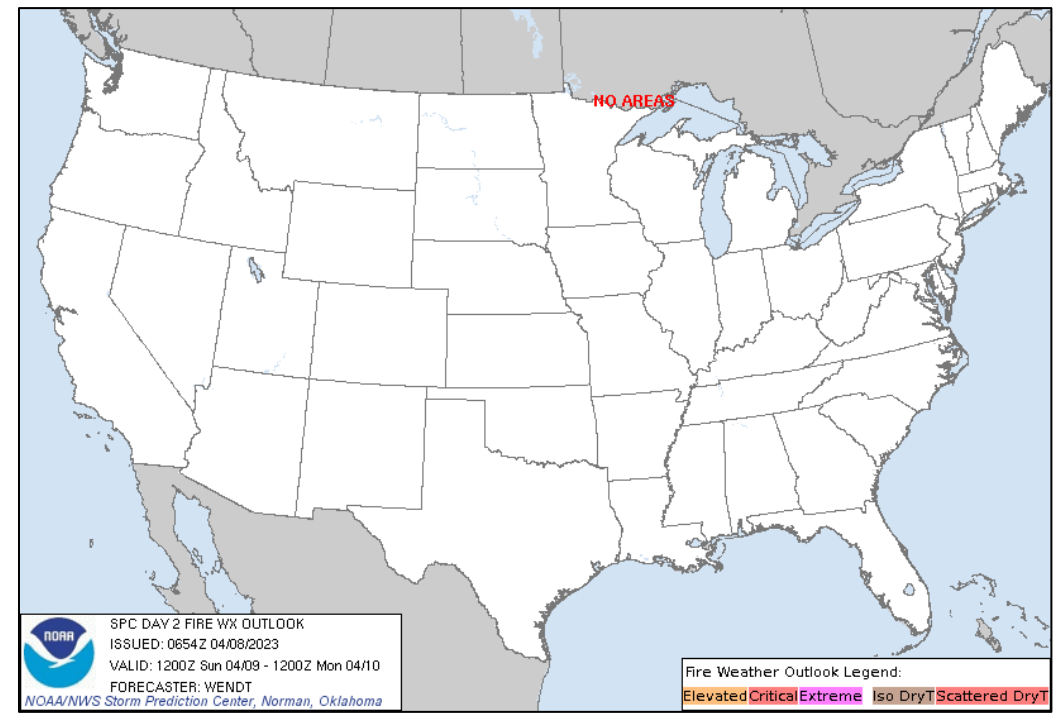 NO AREAS
NOAA
SPC DAY 2 FIRE WX OUTLOOK
ISSUED: 0654Z 04/08/2023
VALID: 1200Z Sun 04/09 - 1200Z Mon 04/10
FORECASTER: WENDT
NOAA/NWS Storm Prediction Center, Norman, Oklahoma
Fire Weather Outlook Legend:
Elevated Critical Extreme Iso DryT Scattered DryT